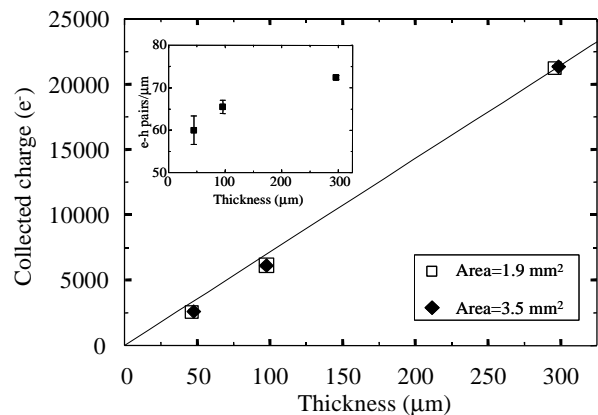 25000
20000
15000
10000
5000
0
Collected charge (e-)
80
70
60
50
e-h pairs/µm
0 100 200 300
Thickness (µm)
Area=1.9 mm²
Area=3.5 mm²
0 50 100 150 200 250 300
Thickness (µm)